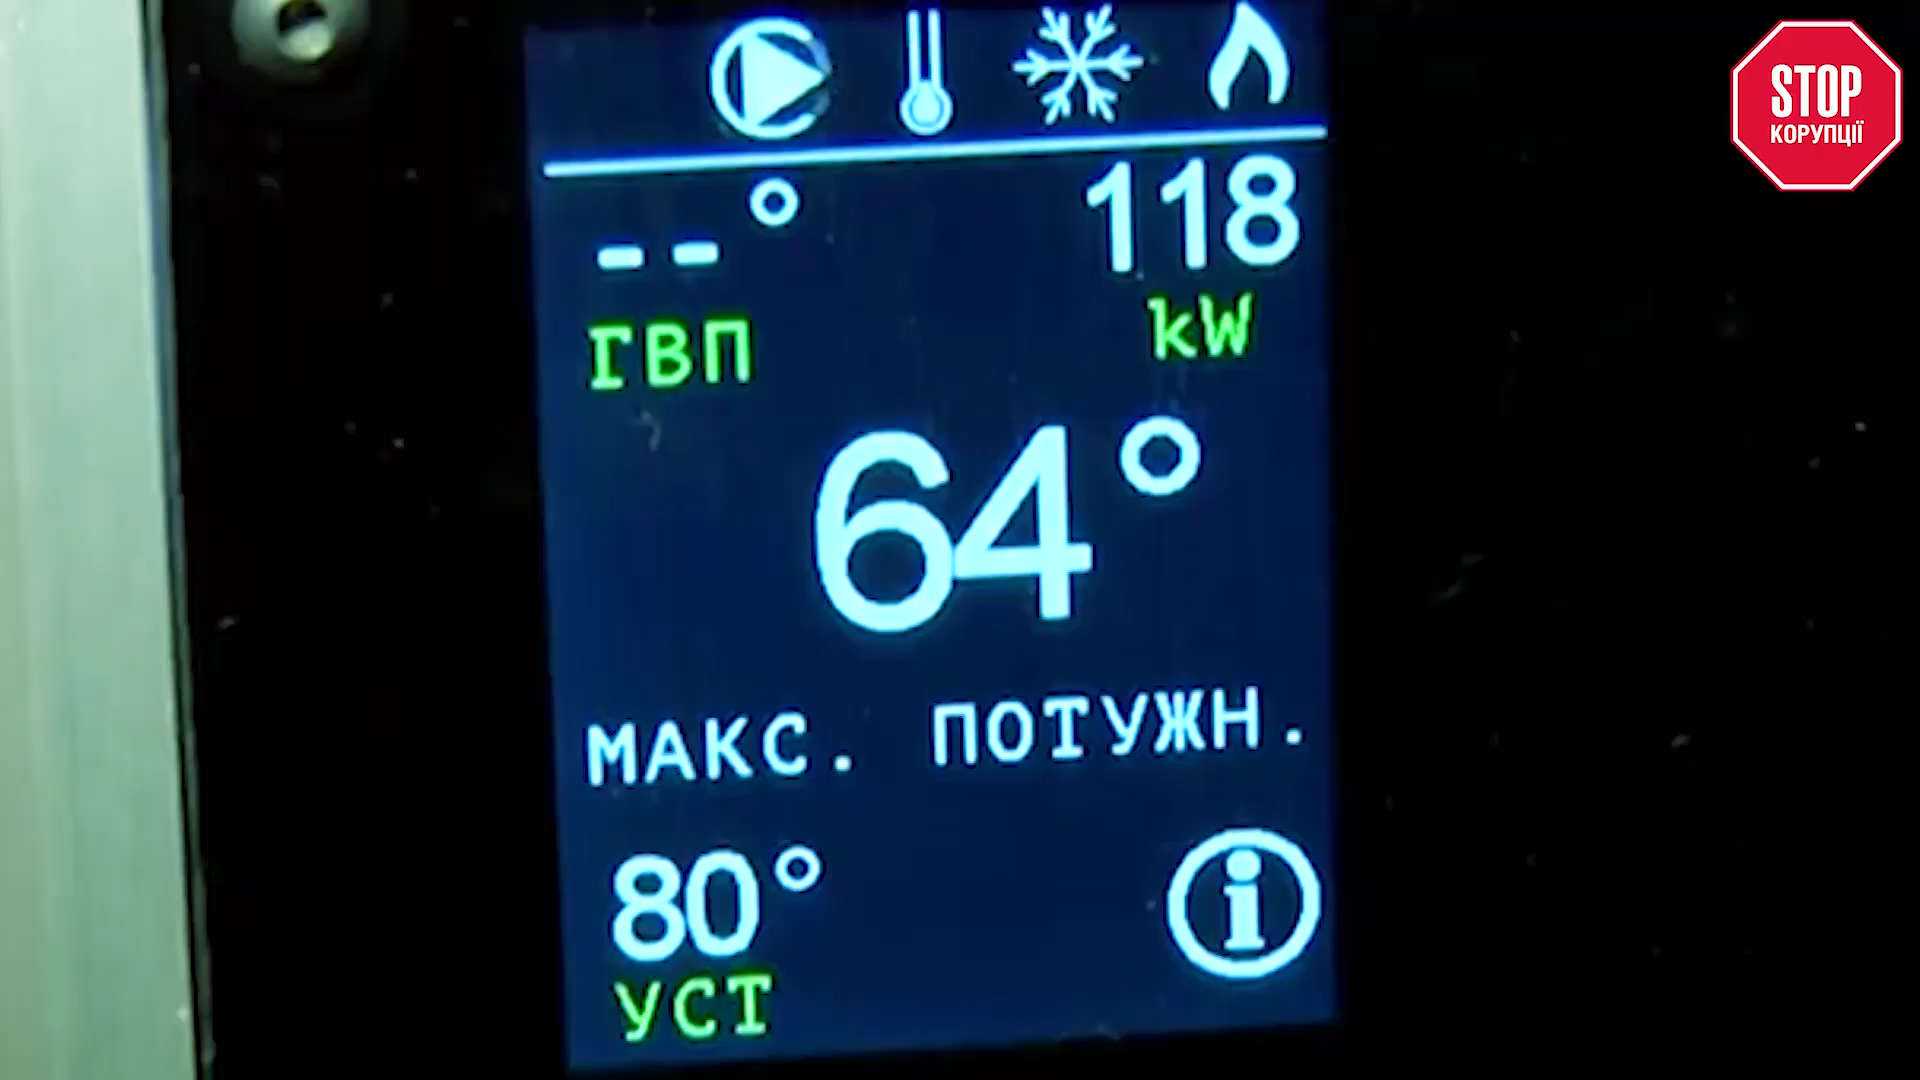 --° 118
ГВП kW
64°
МАКС. ПОТУЖН.
80°
УСТ
STOP
КОРУПЦІЇ